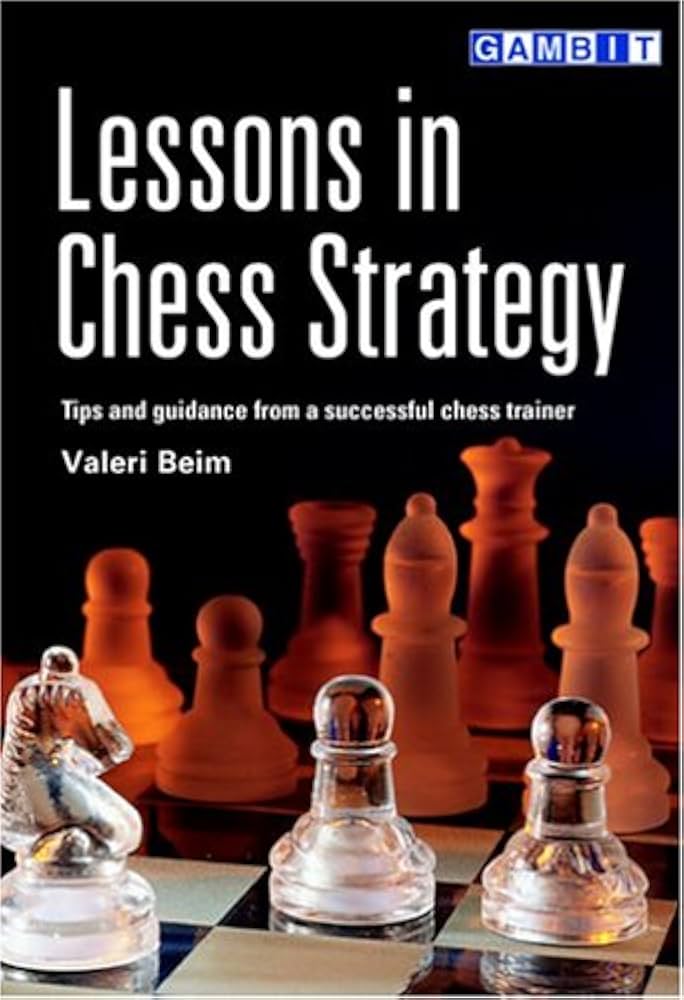 GAMBIT
Lessons in
Chess Strategy
Tips and guidance from a successful chess trainer
Valeri Beim